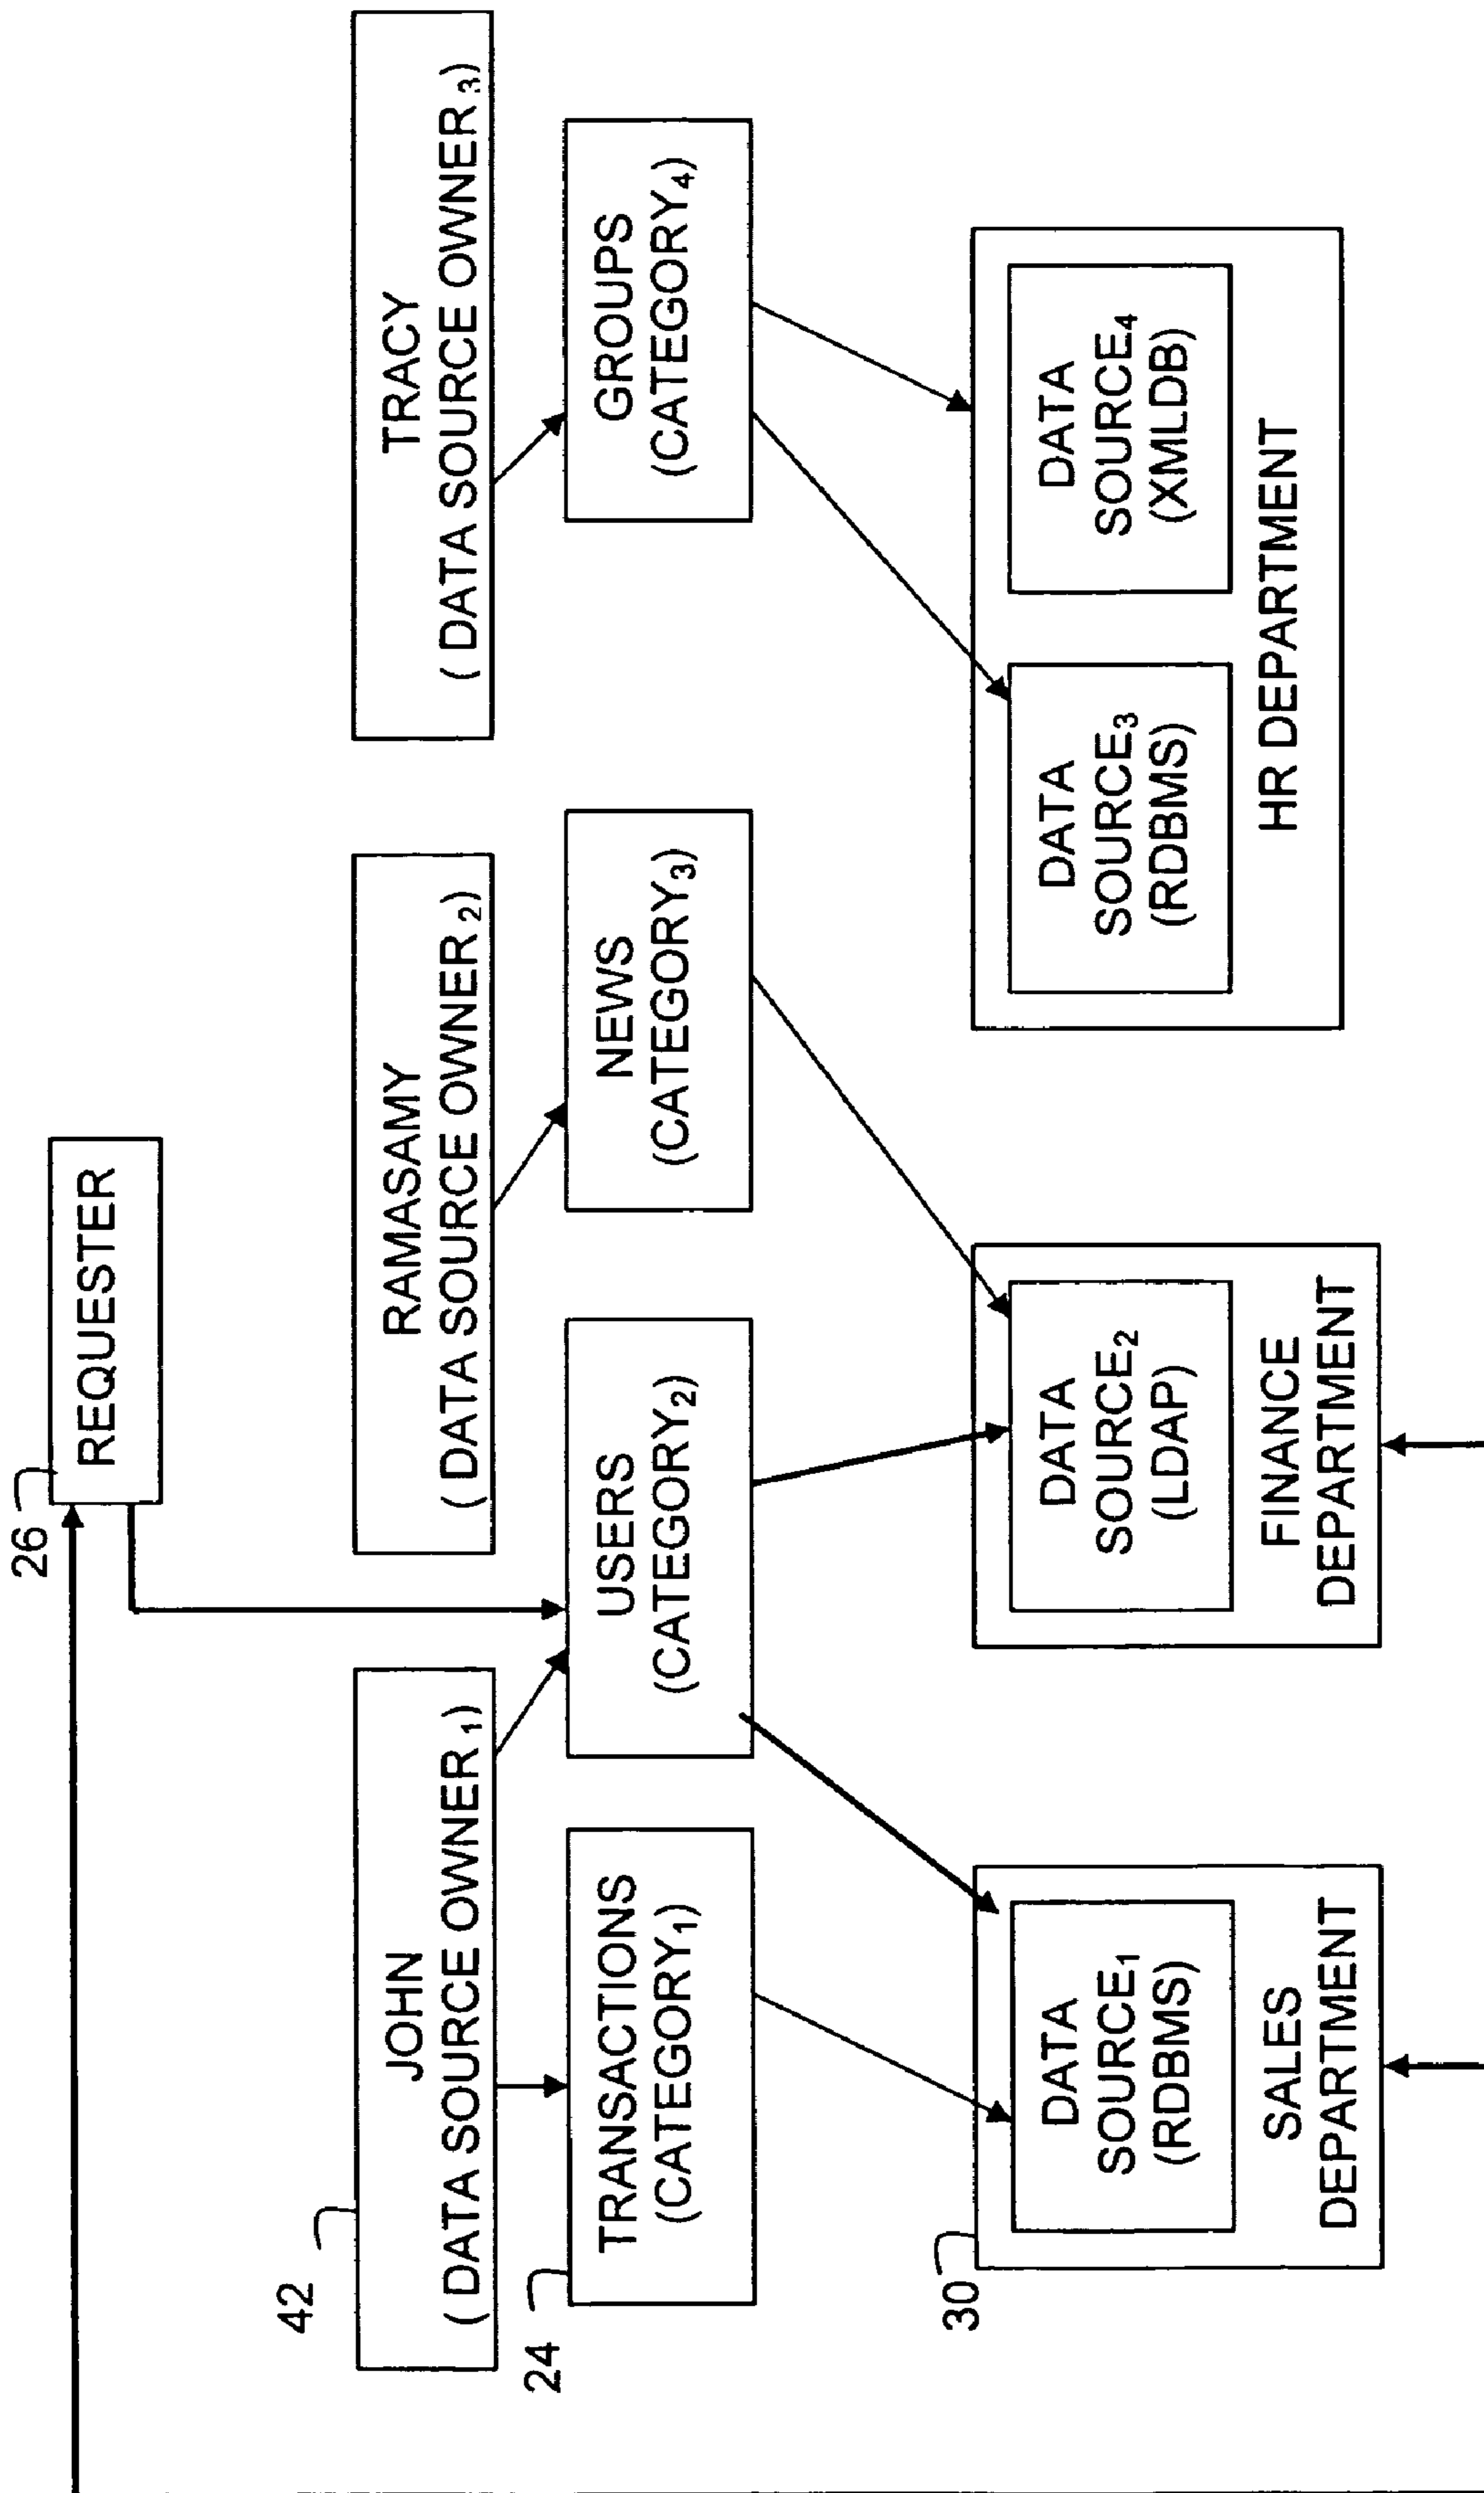 26
REQUESTER
42
JOHN
( DATA SOURCE OWNER₁)
RAMASAMY
( DATA SOURCE OWNER₂)
TRACY
( DATA SOURCE OWNER₃)
24
TRANSACTIONS
(CATEGORY₁)
USERS
(CATEGORY₂)
NEWS
(CATEGORY₃)
GROUPS
(CATEGORY₄)
30
DATA
SOURCE₁
(RDBMS)
SALES
DEPARTMENT
DATA
SOURCE₂
(LDAP)
FINANCE
DEPARTMENT
DATA
SOURCE₃
(RDBMS)
DATA
SOURCE₄
(XMLDB)
HR DEPARTMENT